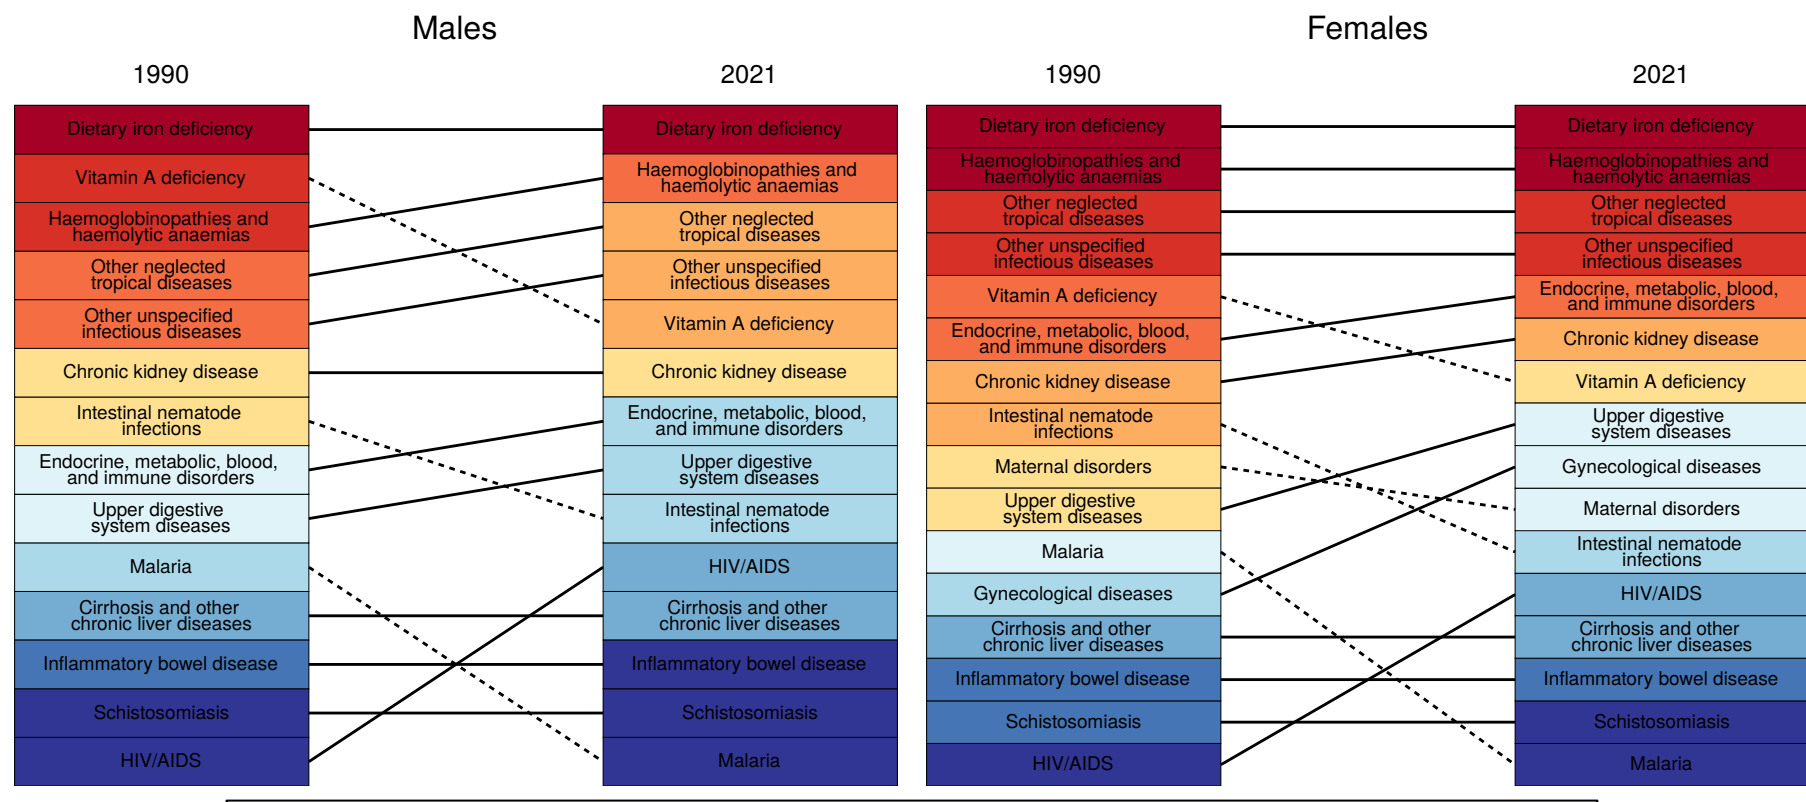 Males
1990
2021
Dietary iron deficiency
Vitamin A deficiency
Haemoglobinopathies and
haemolytic anaemias
Other neglected
tropical diseases
Other unspecified
infectious diseases
Chronic kidney disease
Intestinal nematode
infections
Endocrine, metabolic, blood,
and immune disorders
Upper digestive
system diseases
Malaria
Cirrhosis and other
chronic liver diseases
Inflammatory bowel disease
Schistosomiasis
HIV/AIDS
Dietary iron deficiency
Haemoglobinopathies and
haemolytic anaemias
Other neglected
tropical diseases
Other unspecified
infectious diseases
Vitamin A deficiency
Chronic kidney disease
Endocrine, metabolic, blood,
and immune disorders
Upper digestive
system diseases
Intestinal nematode
infections
HIV/AIDS
Cirrhosis and other
chronic liver diseases
Inflammatory bowel disease
Schistosomiasis
Malaria
Females
1990
2021
Dietary iron deficiency
Haemoglobinopathies and
haemolytic anaemias
Other neglected
tropical diseases
Other unspecified
infectious diseases
Vitamin A deficiency
Endocrine, metabolic, blood,
and immune disorders
Chronic kidney disease
Intestinal nematode
infections
Maternal disorders
Upper digestive
system diseases
Malaria
Gynecological diseases
Cirrhosis and other
chronic liver diseases
Inflammatory bowel disease
Schistosomiasis
HIV/AIDS
Dietary iron deficiency
Haemoglobinopathies and
haemolytic anaemias
Other neglected
tropical diseases
Other unspecified
infectious diseases
Endocrine, metabolic, blood,
and immune disorders
Chronic kidney disease
Vitamin A deficiency
Upper digestive
system diseases
Gynecological diseases
Maternal disorders
Intestinal nematode
infections
HIV/AIDS
Cirrhosis and other
chronic liver diseases
Inflammatory bowel disease
Schistosomiasis
Malaria